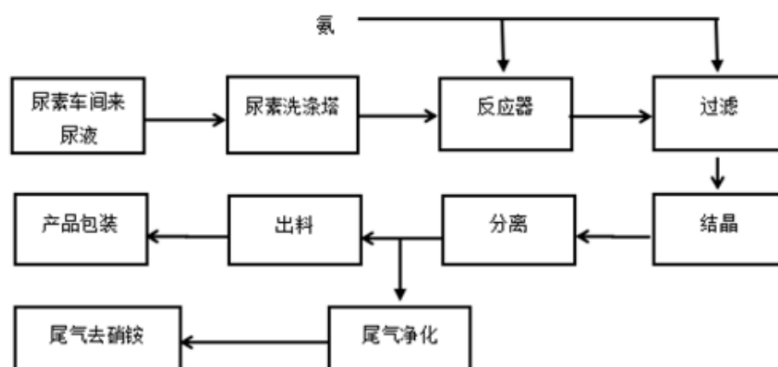 氨
尿素车间来
尿液
尿素洗涤塔
反应器
过滤
产品包装
出料
分离
结晶
尾气去硝铵
尾气净化